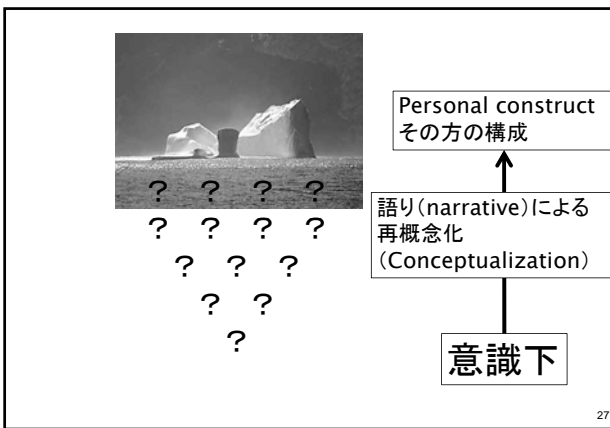 Personal construct
その方の構成
？ ？ ？ ？
語り(narrative)による
再概念化
(Conceptualization)
？ ？ ？ ？
？ ？ ？
？ ？
？
意識下
27